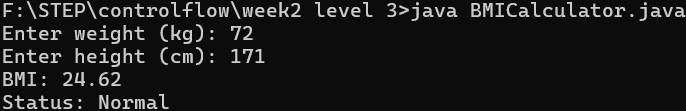 F:\STEP\controlflow\week2 level 3>java BMICalculator.java
Enter weight (kg): 72
Enter height (cm): 171
BMI: 24.62
Status: Normal